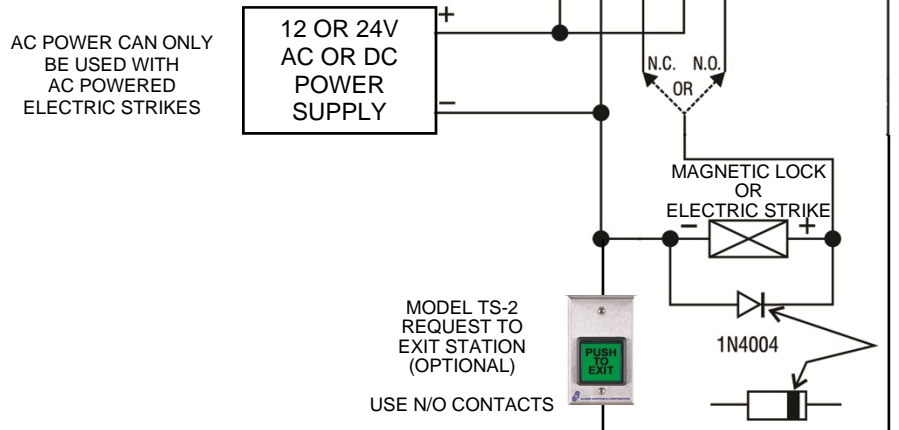 AC POWER CAN ONLY
BE USED WITH
AC POWERED
ELECTRIC STRIKES
12 OR 24V
AC OR DC
POWER
SUPPLY
+
−
N.C. N.O.
OR
MAGNETIC LOCK
OR
ELECTRIC STRIKE
− +
1N4004
MODEL TS-2
REQUEST TO
EXIT STATION
(OPTIONAL)
USE N/O CONTACTS
PUSH
TO
EXIT